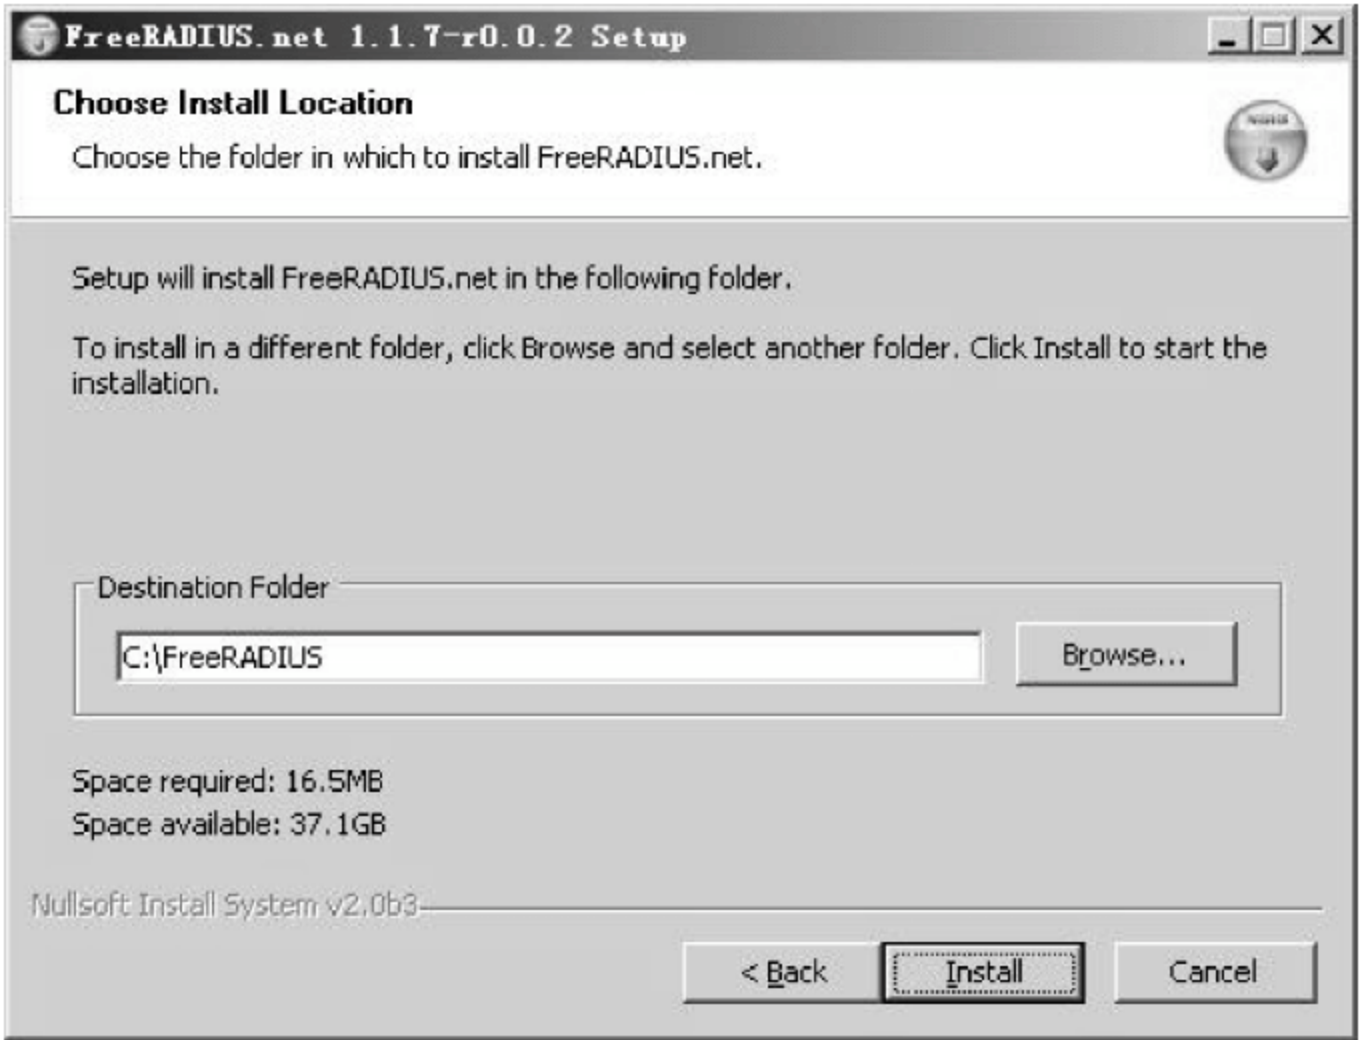 FreeRADIUS.net 1.1.7-r0.0.2 Setup
Choose Install Location
Choose the folder in which to install FreeRADIUS.net.
Setup will install FreeRADIUS.net in the following folder.
To install in a different folder, click Browse and select another folder. Click Install to start the
installation.
Destination Folder
C:\FreeRADIUS
Browse...
Space required: 16.5MB
Space available: 37.1GB
Nullsoft Install System v2.0b3
< Back
Install
Cancel